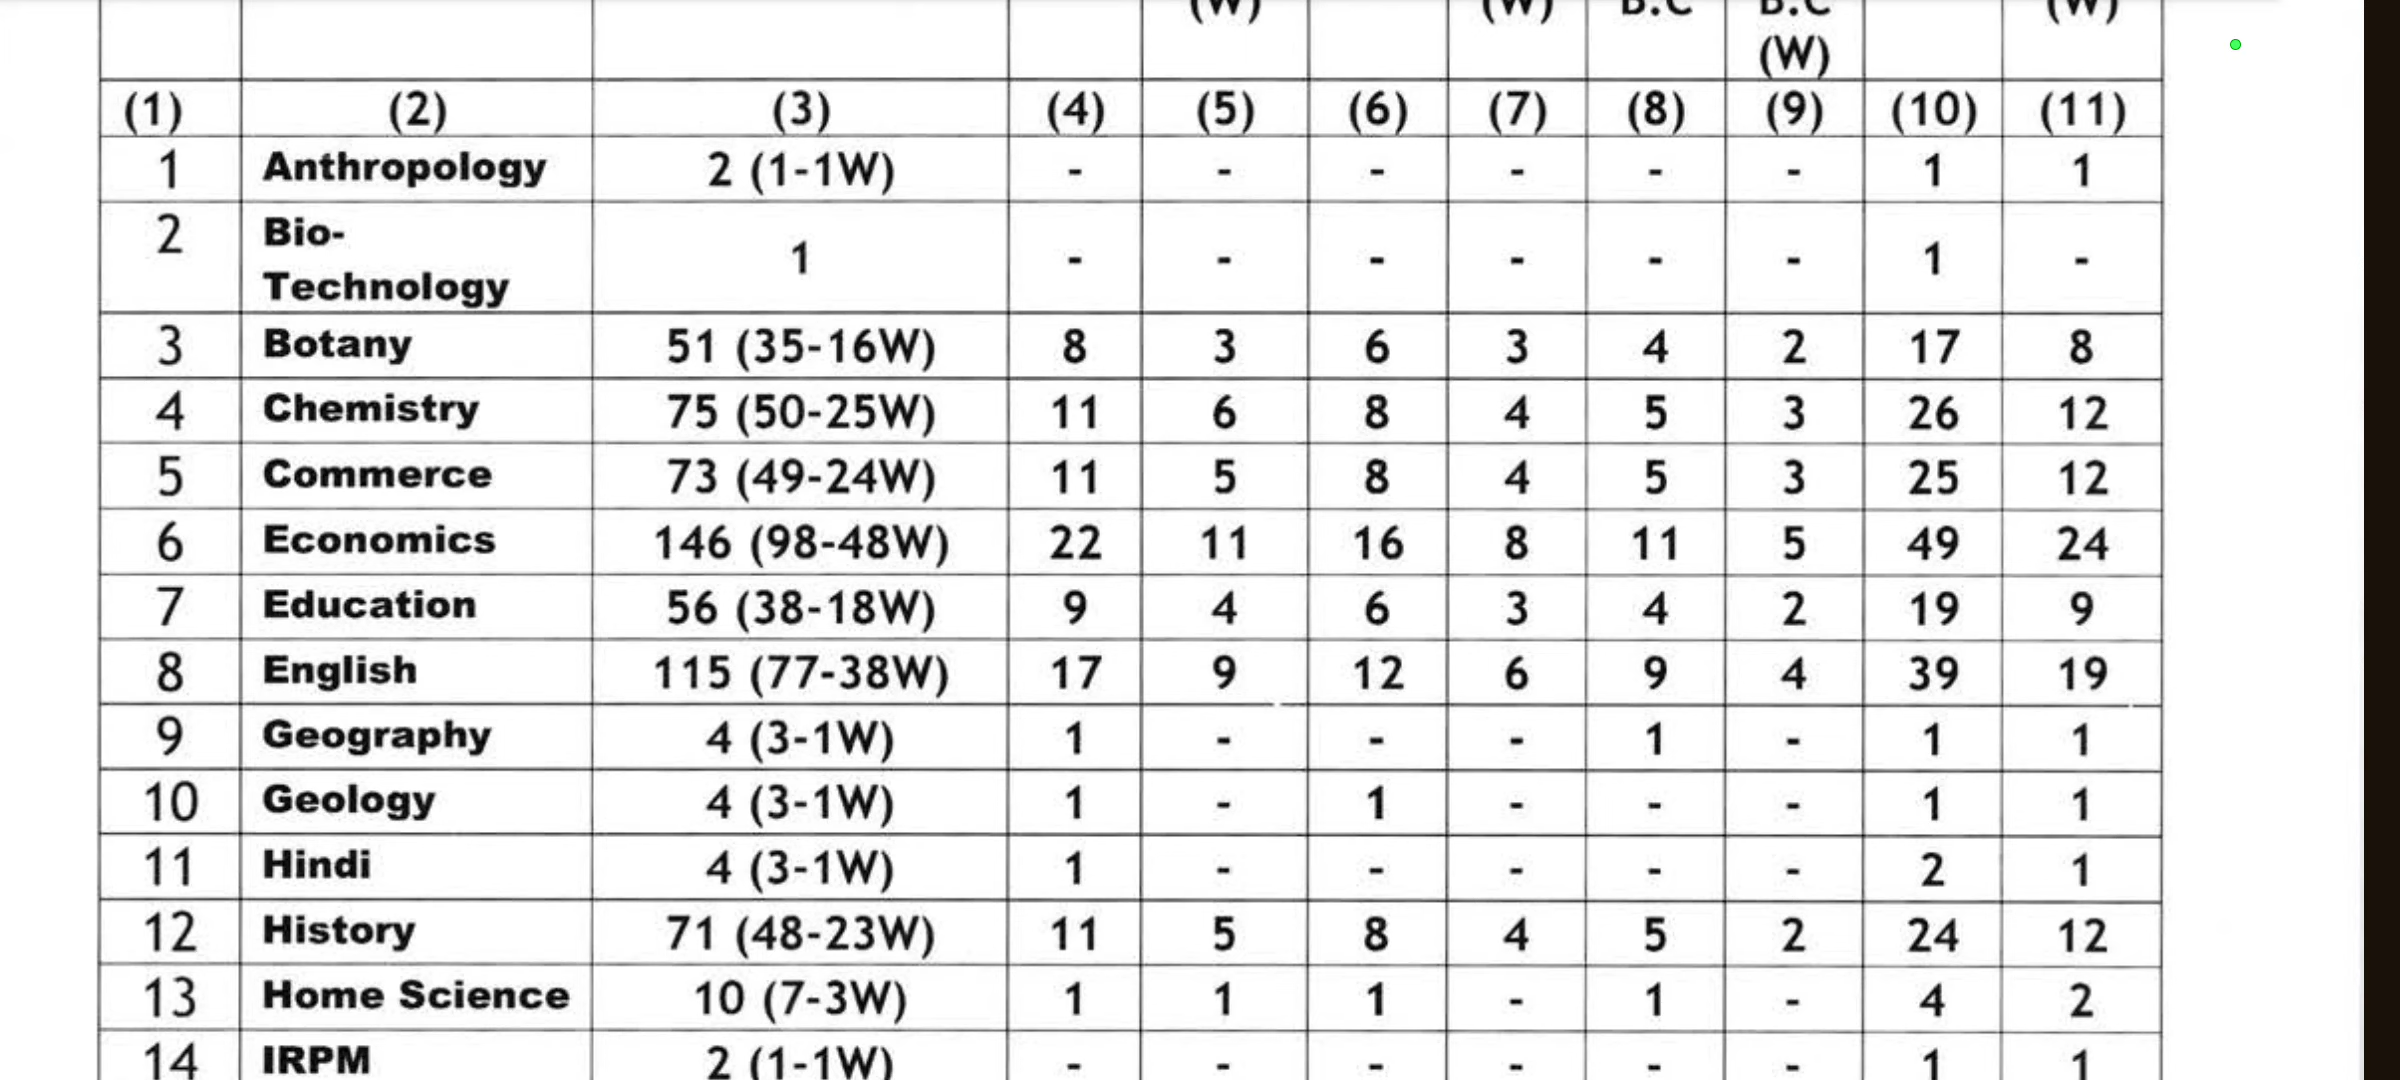 (W) (W) B.C B.C (W)
(W)
(1) (2) (3) (4) (5) (6) (7) (8) (9) (10) (11)
1 Anthropology 2 (1-1W) - - - - - - 1 1
2 Bio-
Technology 1 - - - - - - 1 -
3 Botany 51 (35-16W) 8 3 6 3 4 2 17 8
4 Chemistry 75 (50-25W) 11 6 8 4 5 3 26 12
5 Commerce 73 (49-24W) 11 5 8 4 5 3 25 12
6 Economics 146 (98-48W) 22 11 16 8 11 5 49 24
7 Education 56 (38-18W) 9 4 6 3 4 2 19 9
8 English 115 (77-38W) 17 9 12 6 9 4 39 19
9 Geography 4 (3-1W) 1 - - - 1 - 1 1
10 Geology 4 (3-1W) 1 - 1 - - - 1 1
11 Hindi 4 (3-1W) 1 - - - - - 2 1
12 History 71 (48-23W) 11 5 8 4 5 2 24 12
13 Home Science 10 (7-3W) 1 1 1 - 1 - 4 2
14 IRPM 2 (1-1W) - - - - - - 1 1